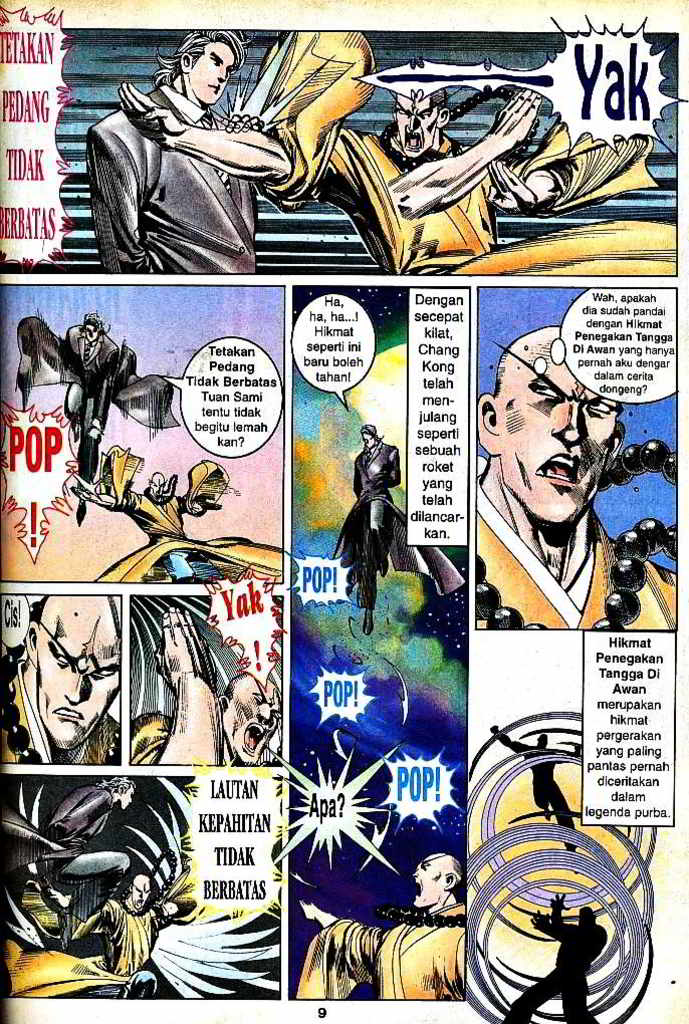 TETAKAN
PEDANG
TIDAK
BERBATAS
Yak
Tetakan
Pedang
Tidak Berbatas
Tuan Sami
tentu tidak
begitu lemah
kan?
POP
!
Cis!
Yak
!
LAUTAN
KEPAHITAN
TIDAK
BERBATAS
Ha,
ha, ha...!
Hikmat
seperti ini
baru boleh
tahan!
Dengan
secepat
kilat,
Chang
Kong
telah
men-
julang
seperti
sebuah
roket
yang
telah
dilancar-
kan.
POP!
POP!
POP!
Apa?
Wah, apakah
dia sudah pandai
dengan Hikmat
Penegakan Tangga
Di Awan yang hanya
pernah aku dengar
dalam cerita
dongeng?
Hikmat
Penegakan
Tangga Di
Awan
merupakan
hikmat
pergerakan
yang paling
pantas pernah
diceritakan
dalam
legenda purba.
9